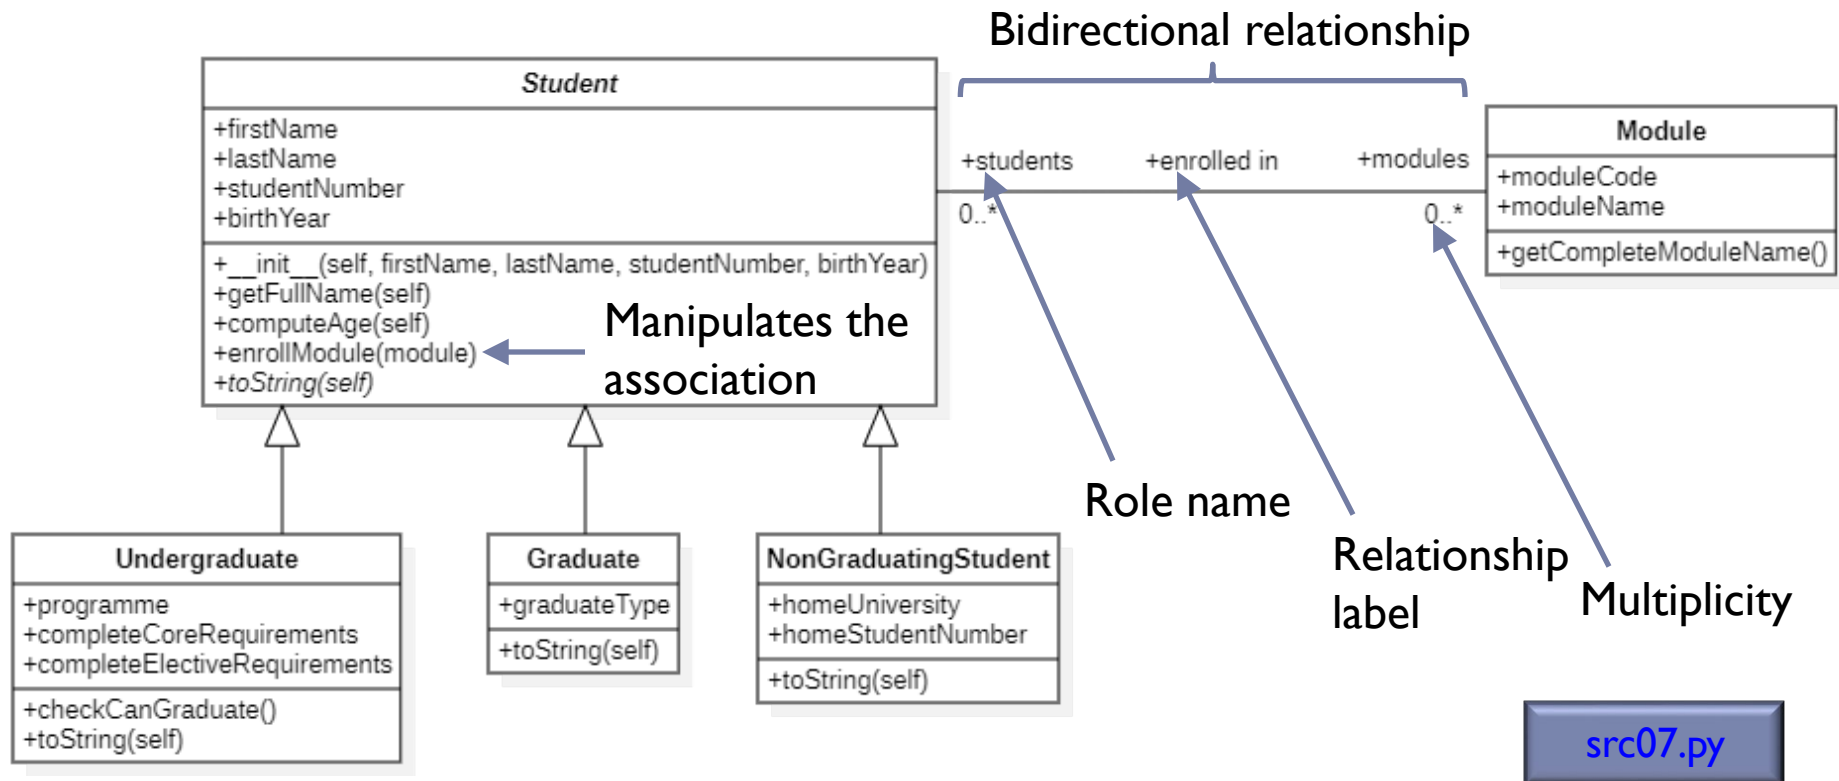 Bidirectional relationship
Student
+firstName
+lastName
+studentNumber
+birthYear
+__init__(self, firstName, lastName, studentNumber, birthYear)
+getFullName(self)
+computeAge(self)
+enrollModule(module)
+toString(self)
Manipulates the
association
+students
+enrolled in
+modules
0..*
0..*
Module
+moduleCode
+moduleName
+getCompleteModuleName()
Role name
Relationship
label
Multiplicity
Undergraduate
+programme
+completeCoreRequirements
+completeElectiveRequirements
+checkCanGraduate()
+toString(self)
Graduate
+graduateType
+toString(self)
NonGraduatingStudent
+homeUniversity
+homeStudentNumber
+toString(self)
src07.py